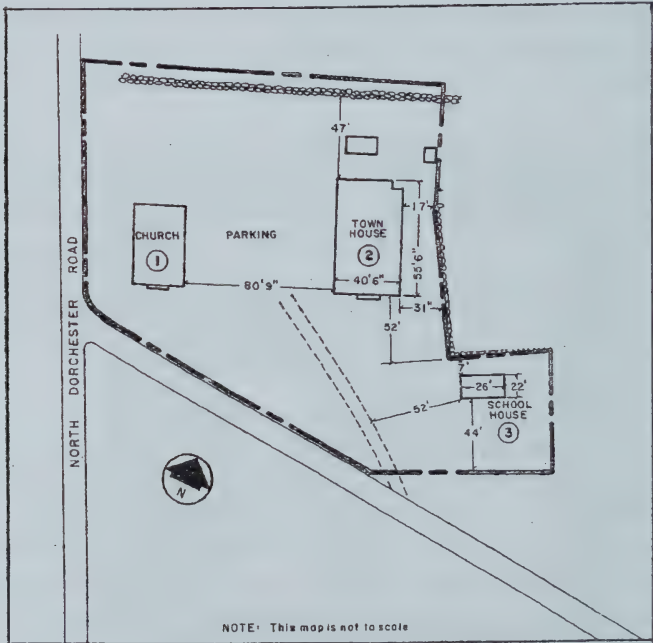 47'
17'
CHURCH
1
PARKING
TOWN
HOUSE
2
55'6"
40'6"
80'9"
31"
52'
7'
26'
22'
52'
SCHOOL
HOUSE
3
44'
NORTH DORCHESTER ROAD
N
NOTE: This map is not to scale